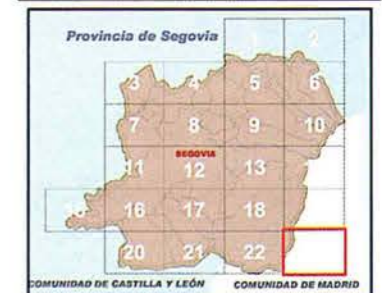 Provincia de Segovia
1 2
3 4 5 6
7 8 9 10
11 12 13
SEGOVIA
16 17 18
20 21 22
COMUNIDAD DE CASTILLA Y LEÓN COMUNIDAD DE MADRID